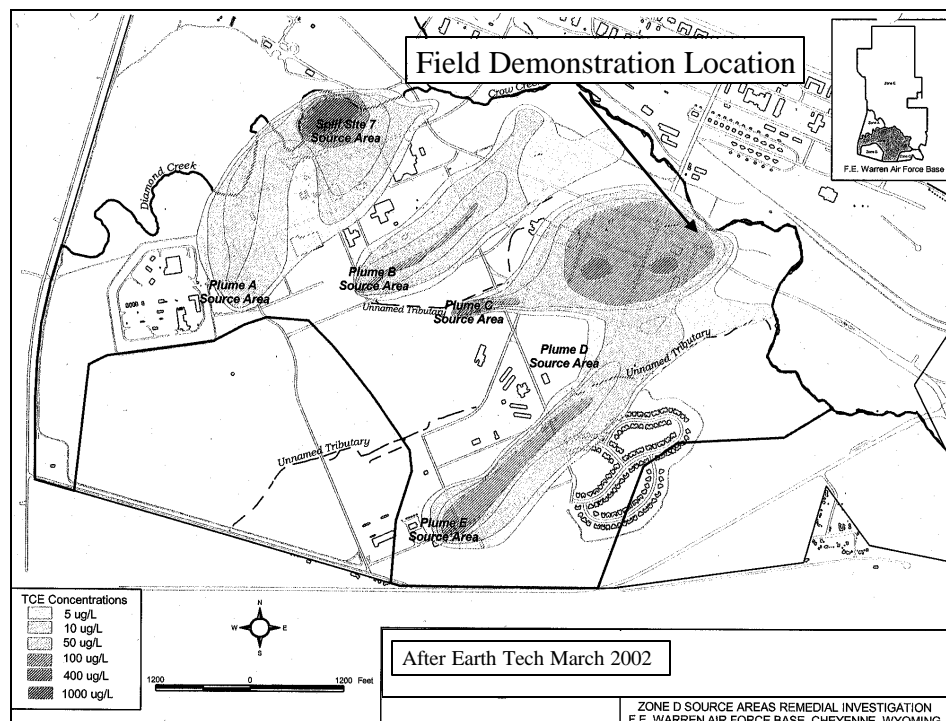 Field Demonstration Location
Zone C
Zone D
F.E. Warren Air Force Base
Crow Creek
Spill Site 7
Source Area
Diamond Creek
Plume A
Source Area
Plume B
Source Area
Unnamed Tributary
Plume C
Source Area
Plume D
Source Area
Unnamed Tributary
Unnamed Tributary
Plume E
Source Area
TCE Concentrations
5 ug/L
10 ug/L
50 ug/L
100 ug/L
400 ug/L
1000 ug/L
N
W E
S
1200 0 1200 Feet
After Earth Tech March 2002
ZONE D SOURCE AREAS REMEDIAL INVESTIGATION
F.E. WARREN AIR FORCE BASE, CHEYENNE, WYOMING